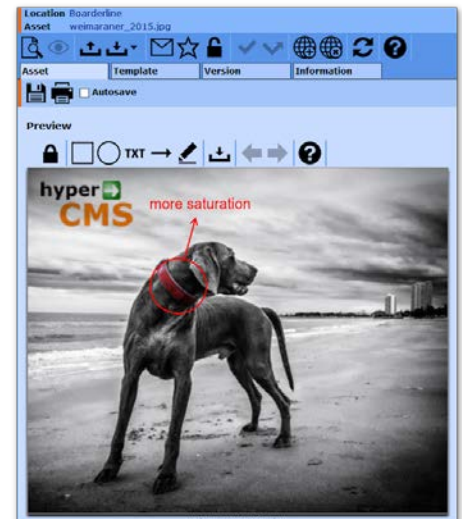 Location Boarderline
Asset weimaraner_2015.jpg
Asset Template Version Information
Autosave
Preview
TXT
hyper
CMS
more saturation